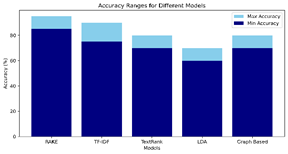 Accuracy Ranges for Different Models
Max Accuracy
Min Accuracy
80
60
40
20
0
Accuracy (%)
RAKE TF-IDF TextRank LDA Graph Based
Models